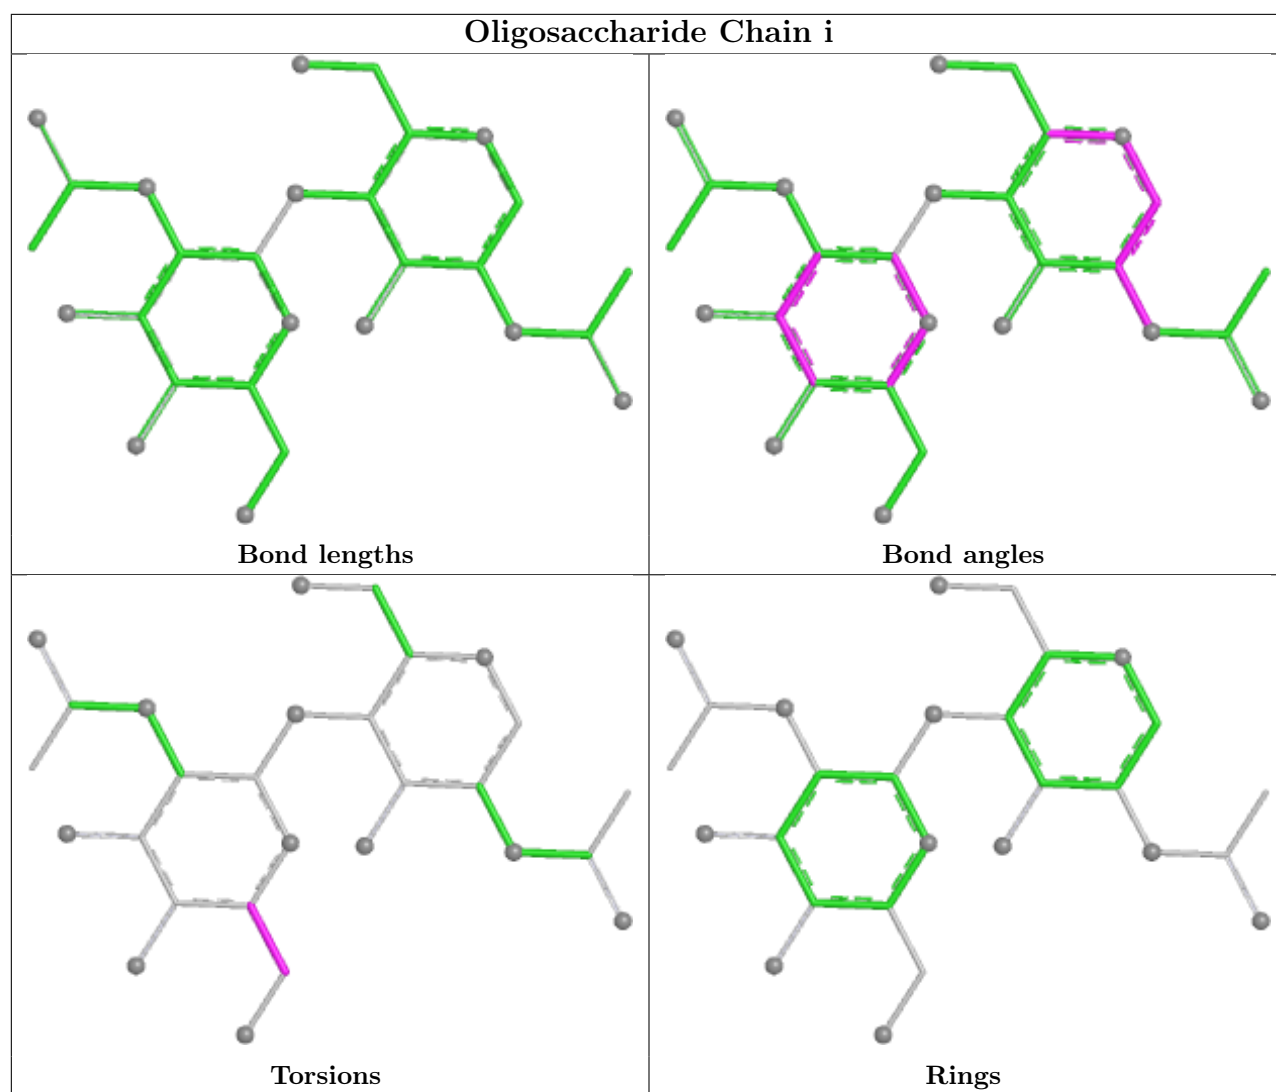 Oligosaccharide Chain i
Bond lengths
Bond angles
Torsions
Rings